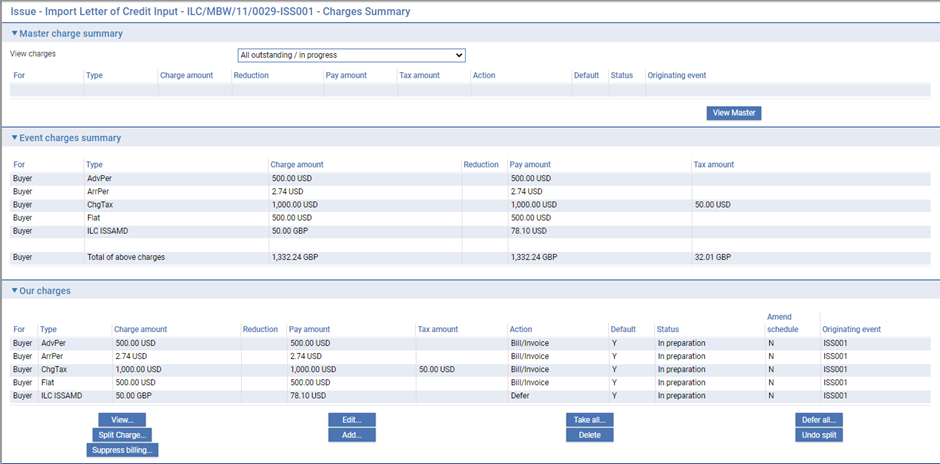 Issue - Import Letter of Credit Input - ILC/MBW/11/0029-ISS001 - Charges Summary
Master charge summary
View charges All outstanding / in progress
For Type Charge amount Reduction Pay amount Tax amount Action Default Status Originating event
View Master
Event charges summary
For Type Charge amount Reduction Pay amount Tax amount
Buyer AdvPer 500.00 USD 500.00 USD
Buyer ArrPer 2.74 USD 2.74 USD
Buyer ChgTax 1,000.00 USD 1,000.00 USD 50.00 USD
Buyer Flat 500.00 USD 500.00 USD
Buyer ILC ISSAMD 50.00 GBP 78.10 USD
Buyer Total of above charges 1,332.24 GBP 1,332.24 GBP 32.01 GBP
Our charges
Amend
For Type Charge amount Reduction Pay amount Tax amount Action Default Status schedule Originating event
Buyer AdvPer 500.00 USD 500.00 USD Bill/Invoice Y In preparation N ISS001
Buyer ArrPer 2.74 USD 2.74 USD Bill/Invoice Y In preparation N ISS001
Buyer ChgTax 1,000.00 USD 1,000.00 USD 50.00 USD Bill/Invoice Y In preparation N ISS001
Buyer Flat 500.00 USD 500.00 USD Bill/Invoice Y In preparation N ISS001
Buyer ILC ISSAMD 50.00 GBP 78.10 USD Defer Y In preparation N ISS001
View... Edit... Take all... Defer all...
Split Charge... Add... Delete Undo split
Suppress billing...